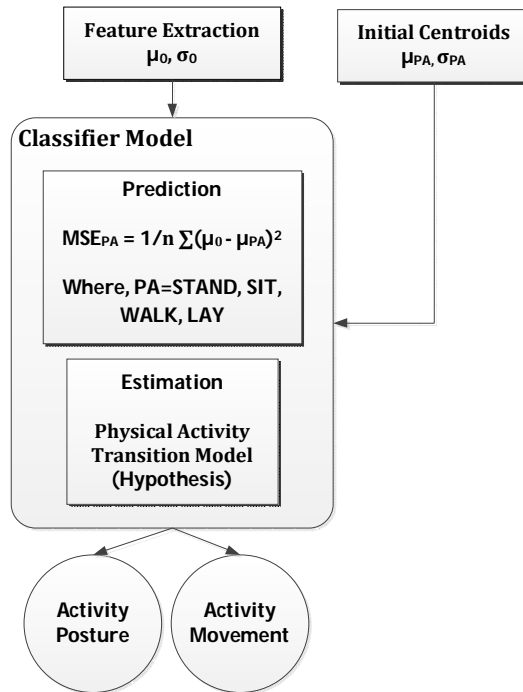 Feature Extraction
μ₀, σ₀
Initial Centroids
μPA, σPA
Classifier Model
Prediction
MSEPA = 1/n ∑(μ₀ - μPA)²
Where, PA=STAND, SIT,
WALK, LAY
Estimation
Physical Activity
Transition Model
(Hypothesis)
Activity
Posture
Activity
Movement